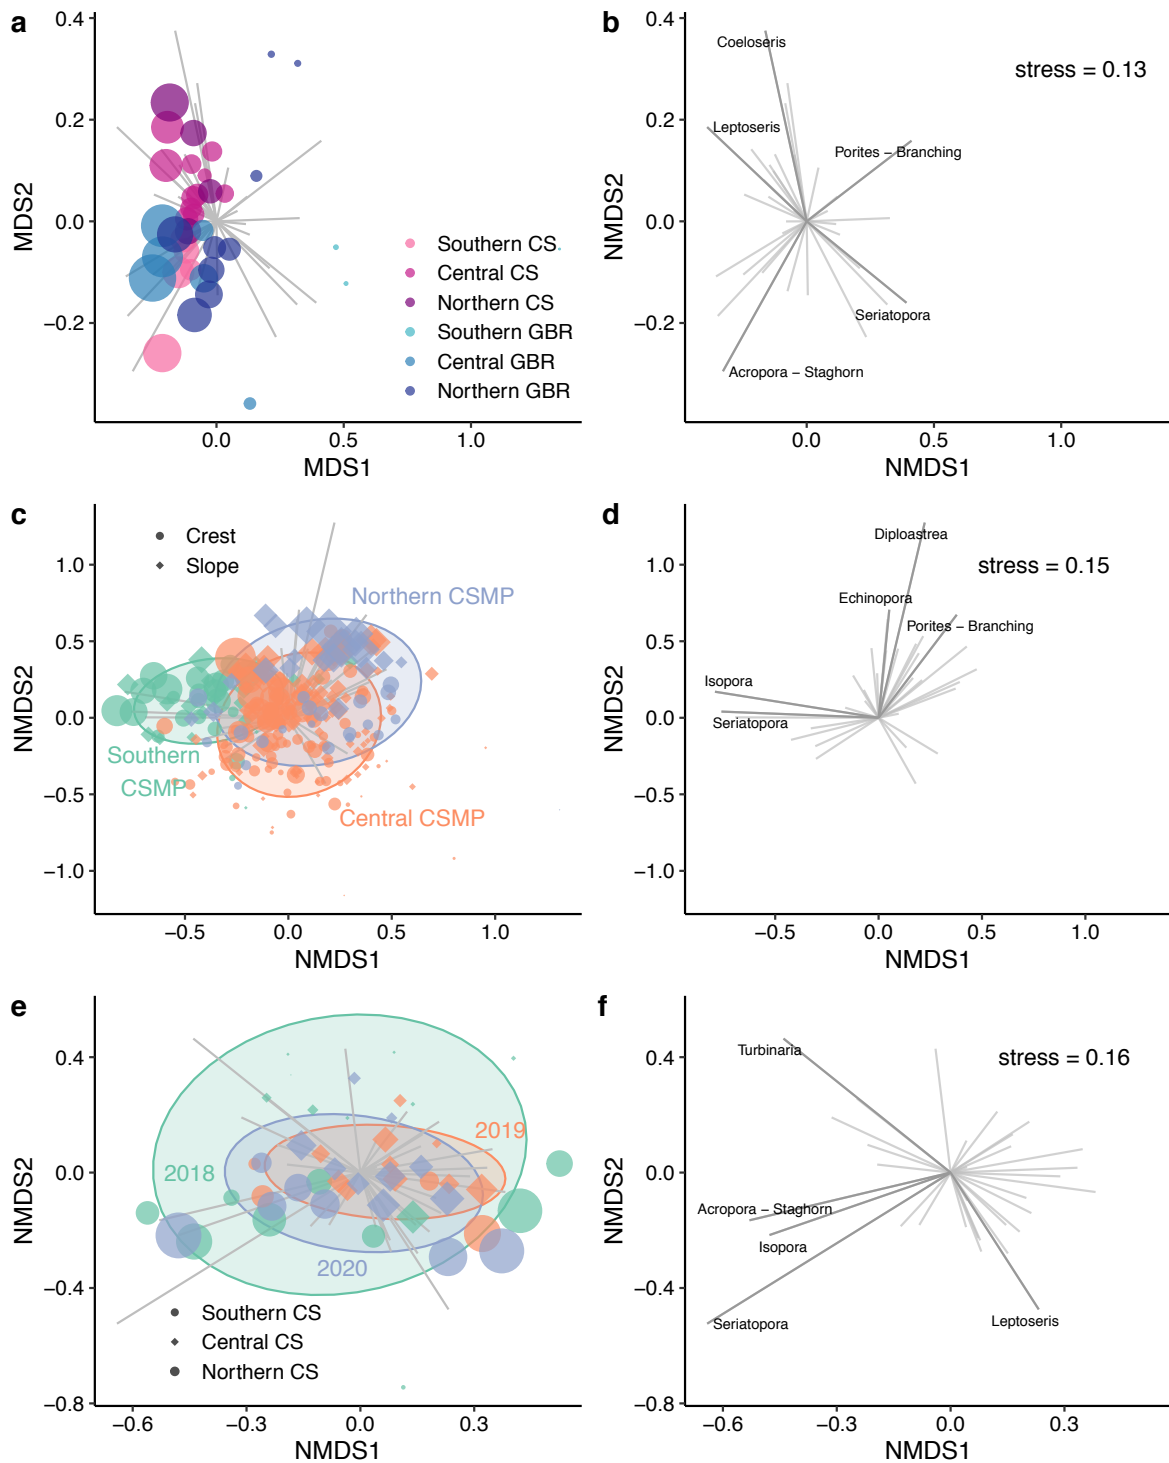 a
0.4
0.2
0.0
−0.2
MDS2
0.0
0.5
1.0
MDS1
Southern CS
Central CS
Northern CS
Southern GBR
Central GBR
Northern GBR
b
0.4
0.2
0.0
−0.2
NMDS2
Coeloseris
stress = 0.13
Leptoseris
Porites − Branching
Seriatopora
Acropora − Staghorn
0.0
0.5
1.0
NMDS1
c
Crest
Slope
1.0
0.5
0.0
−0.5
−1.0
NMDS2
Northern CSMP
Southern
CSMP
Central CSMP
−0.5
0.0
0.5
1.0
NMDS1
d
1.0
0.5
0.0
−0.5
−1.0
NMDS2
Diploastrea
stress = 0.15
Echinopora
Porites − Branching
Isopora
Seriatopora
−0.5
0.0
0.5
1.0
NMDS1
e
0.4
0.0
−0.4
−0.8
NMDS2
2019
2018
2020
Southern CS
Central CS
Northern CS
−0.6
−0.3
0.0
0.3
NMDS1
f
0.4
0.0
−0.4
−0.8
NMDS2
Turbinaria
stress = 0.16
Acropora − Staghorn
Isopora
Seriatopora
Leptoseris
−0.6
−0.3
0.0
0.3
NMDS1